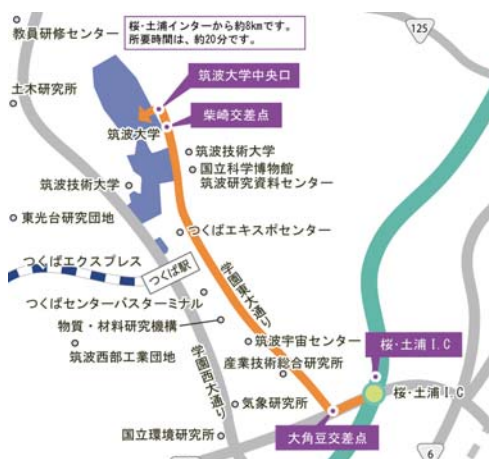 教員研修センター
桜・土浦インターから約8kmです。
所要時間は、約20分です。
125
筑波大学中央口
土木研究所
柴崎交差点
筑波大学
筑波技術大学
国立科学博物館
筑波研究資料センター
筑波技術大学
東光台研究団地
つくばエキスポセンター
つくばエクスプレス
つくば駅
学園東大通り
つくばセンターバスターミナル
物質・材料研究機構
筑波宇宙センター
桜・土浦 I.C
筑波西部工業団地
産業技術総合研究所
学園西大通り
桜・土浦 I.C
気象研究所
大角豆交差点
国立環境研究所
6